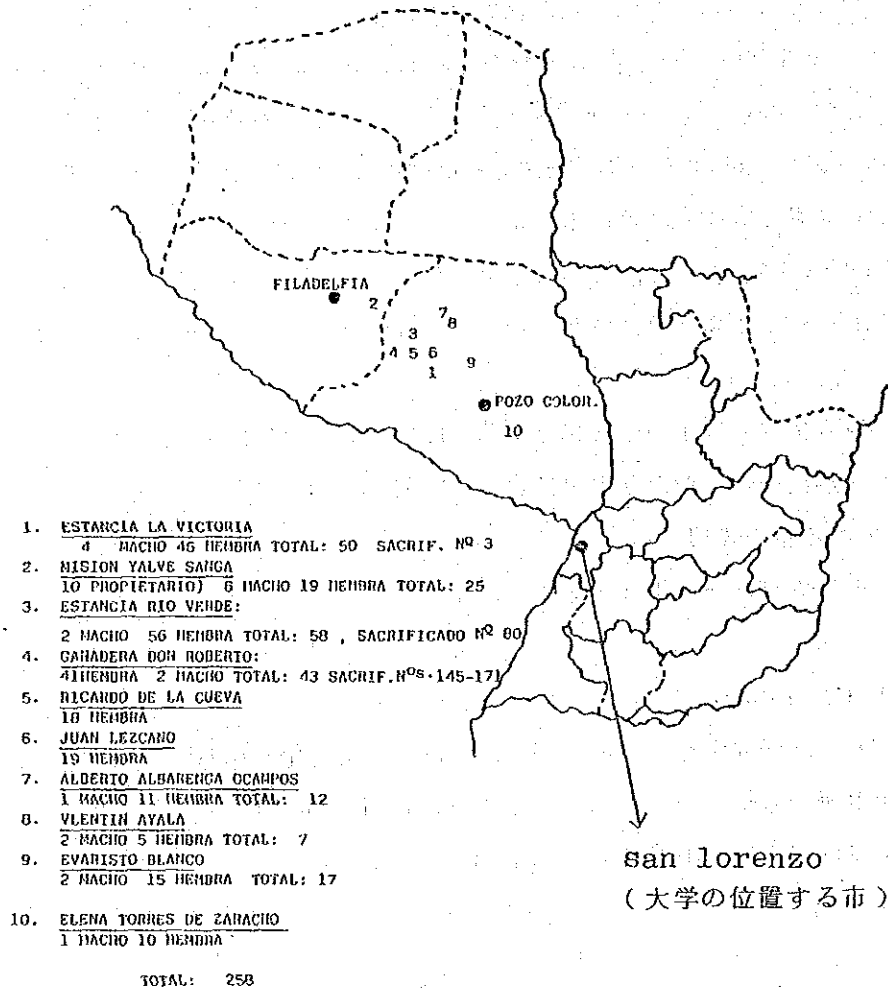 FILADELFIA
2
7
8
3
4 5 6
9
1
POZO COLOR.
10
1. ESTANCIA LA VICTORIA
4 MACHO 46 HEMBRA TOTAL: 50 SACRIF. Nº 3
2. MISION YALVE SANGA
10 PROPIETARIO) 6 MACHO 19 HEMBRA TOTAL: 25
3. ESTANCIA RIO VERDE:
2 MACHO 56 HEMBRA TOTAL: 58 , SACRIFICADO Nº 80
4. GANADERA DON ROBERTO:
41HEMBRA 2 MACHO TOTAL: 43 SACRIF.Nºs.145-171
5. RICARDO DE LA CUEVA
18 HEMBRA
6. JUAN LEZCANO
19 HEMBRA
7. ALBERTO ALBARENGA OCAMPOS
1 MACHO 11 HEMBRA TOTAL: 12
8. VLENTIN AYALA
2 MACHO 5 HEMBRA TOTAL: 7
9. EVARISTO BLANCO
2 MACHO 15 HEMBRA TOTAL: 17
10. ELENA TORRES DE ZARACHO
1 MACHO 10 HEMBRA
TOTAL: 258
san lorenzo
(大学の位置する市)